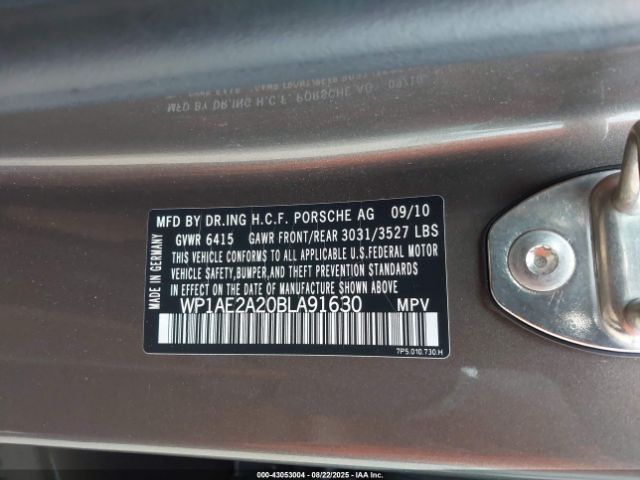 MFD BY DR.ING H.C.F. PORSCHE AG 09/10
GVWR 6415 GAWR FRONT/REAR 3031/3527 LBS
THIS VEHICLE CONFORMS TO ALL APPLICABLE U.S.FEDERAL MOTOR
VEHICLE SAFETY,BUMPER,AND THEFT PREVENTION STANDARDS IN
EFFECT ON THE DATE OF MANUFACTURE SHOWN ABOVE.
WP1AE2A20BLA91630 MPV
MADE IN GERMANY
7P5.010.730.H
000-43053004 - 08/22/2025 - IAAI.COM